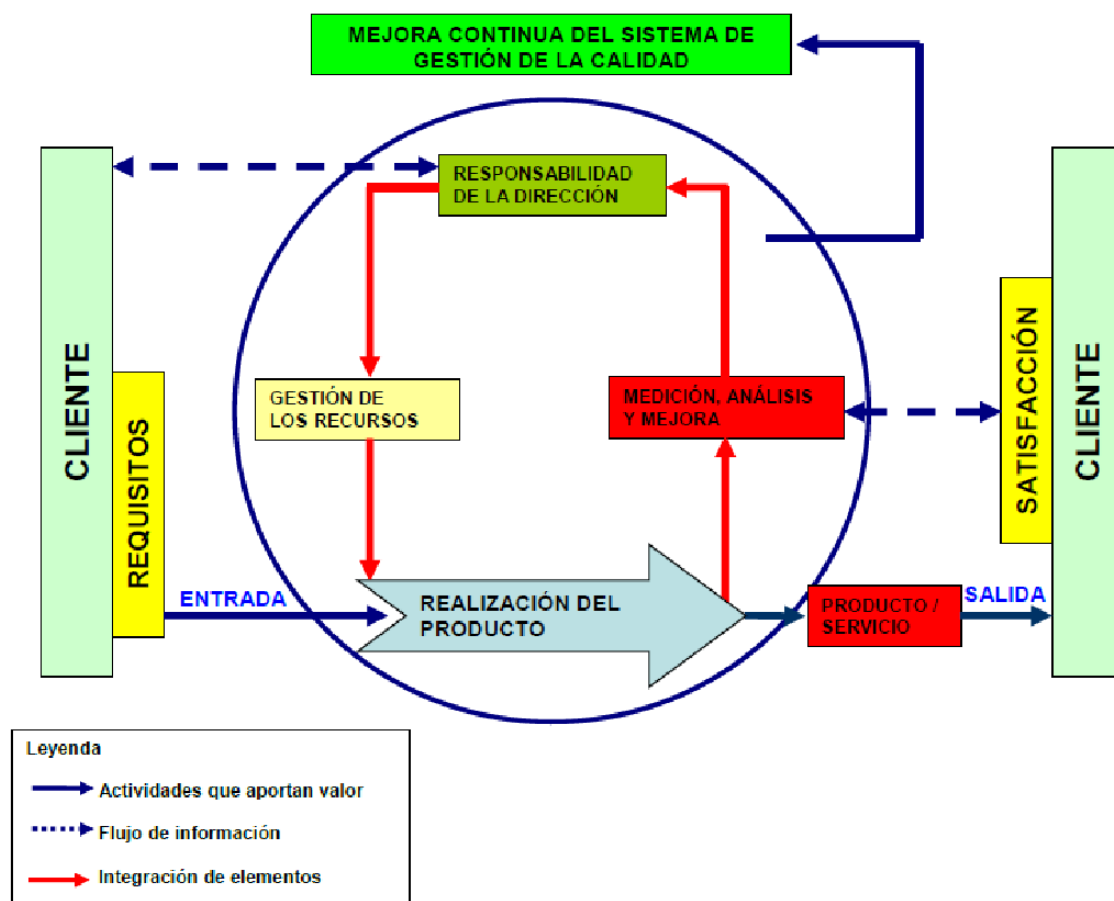 MEJORA CONTINUA DEL SISTEMA DE
GESTIÓN DE LA CALIDAD
RESPONSABILIDAD
DE LA DIRECCIÓN
CLIENTE
REQUISITOS
GESTIÓN DE
LOS RECURSOS
MEDICIÓN, ANÁLISIS
Y MEJORA
SATISFACCIÓN
CLIENTE
ENTRADA
REALIZACIÓN DEL
PRODUCTO
PRODUCTO /
SERVICIO
SALIDA
Leyenda
Actividades que aportan valor
Flujo de información
Integración de elementos